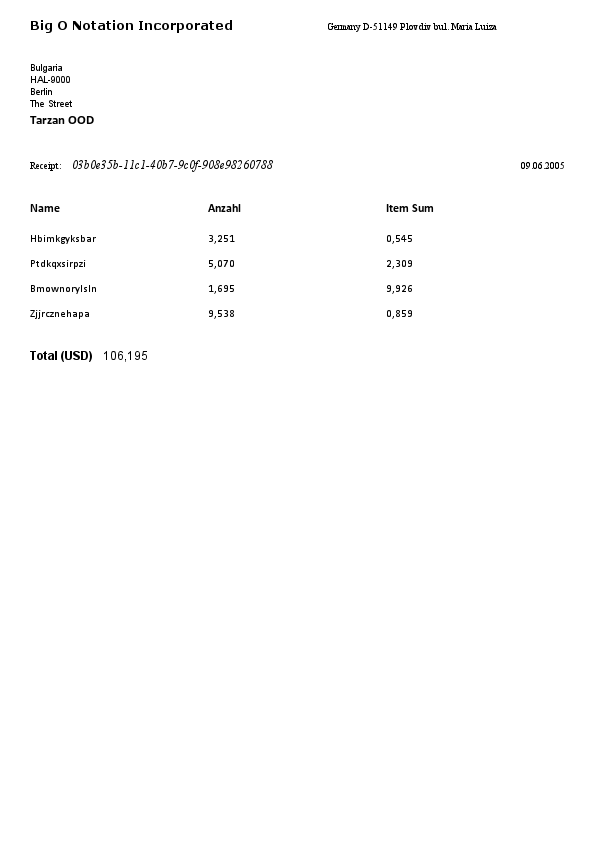 Big O Notation Incorporated Germany D-51149 Plovdiv bul. Maria Luiza
Bulgaria
HAL-9000
Berlin
The Street
Tarzan OOD
Receipt: 03b0e35b-11c1-40b7-9c0f-908e98260788 09.06.2005
Name Anzahl Item Sum
Hbimkgyksbar 3,251 0,545
Ptdkqxsirpzi 5,070 2,309
Bmownorylsln 1,695 9,926
Zjjrcznehapa 9,538 0,859
Total (USD) 106,195